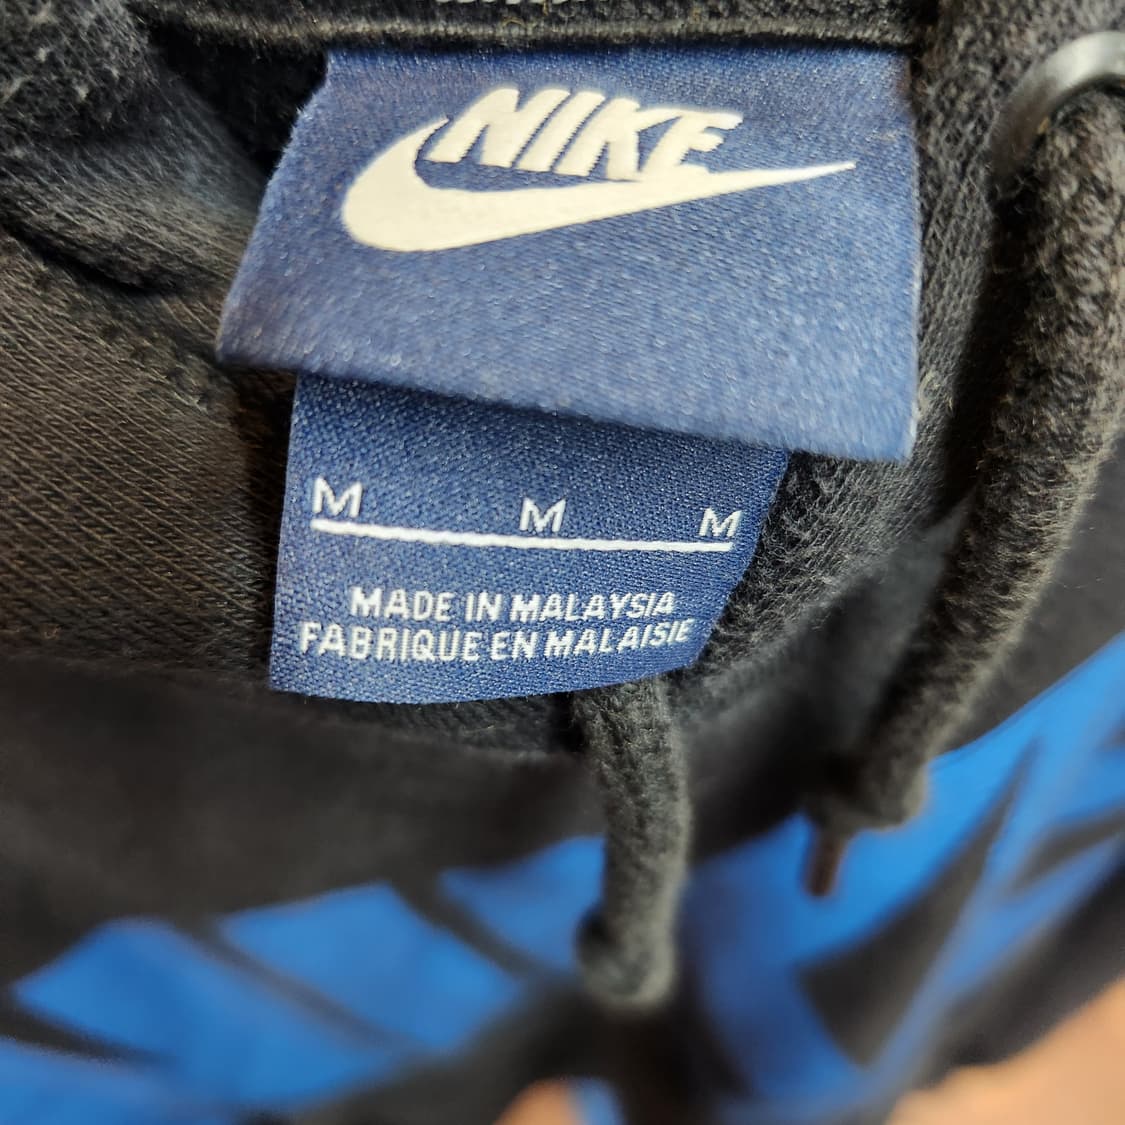 NIKE
M M M
MADE IN MALAYSIA
FABRIQUE EN MALAISIE